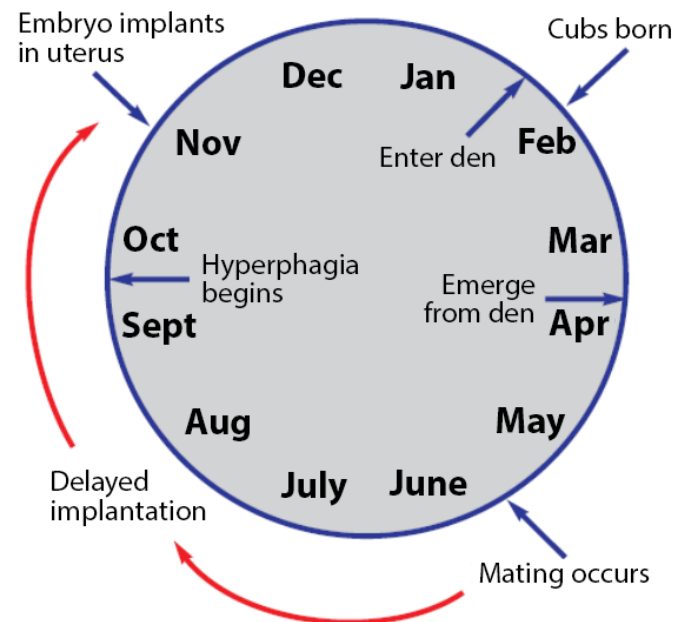 Embryo implants
in uterus
Cubs born
Dec
Jan
Nov
Enter den
Feb
Oct
Hyperphagia
begins
Mar
Emerge
from den
Sept
Apr
Aug
May
Delayed
implantation
July
June
Mating occurs